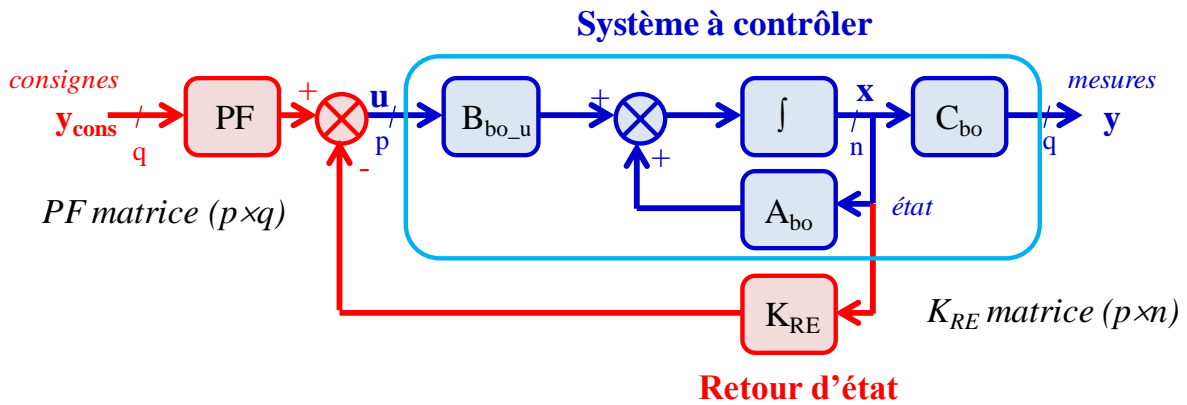 Système à contrôler
consignes
y_cons
q
PF
+
-
u
p
B_bo_u
+
+
∫
x
n
C_bo
mesures
q
y
A_bo
état
PF matrice (p×q)
K_RE
K_RE matrice (p×n)
Retour d'état